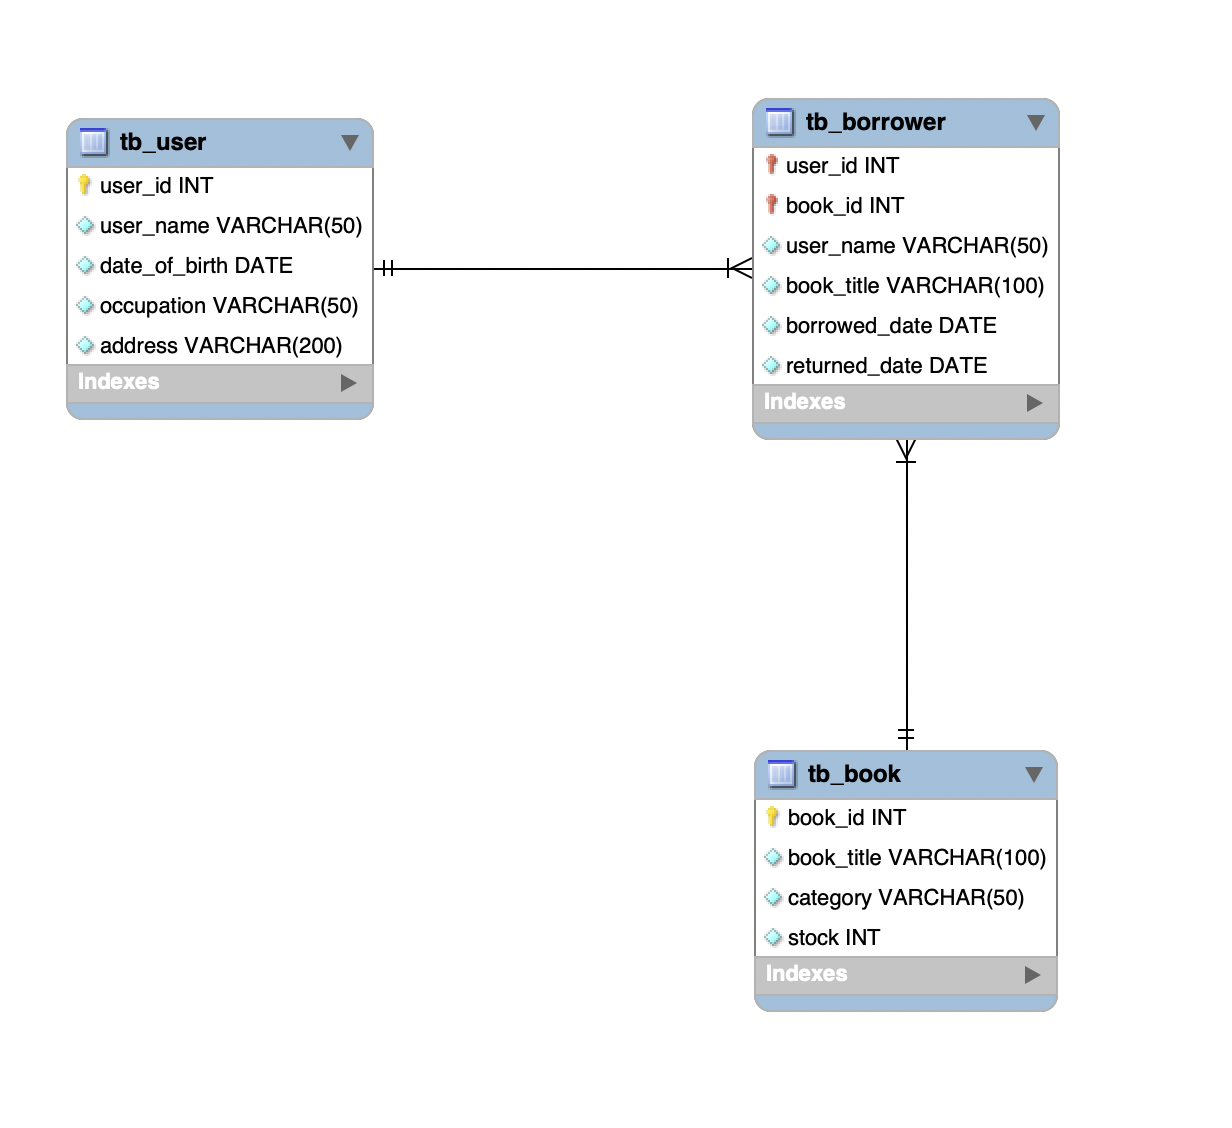 tb_user
user_id INT
user_name VARCHAR(50)
date_of_birth DATE
occupation VARCHAR(50)
address VARCHAR(200)
Indexes
tb_borrower
user_id INT
book_id INT
user_name VARCHAR(50)
book_title VARCHAR(100)
borrowed_date DATE
returned_date DATE
Indexes
tb_book
book_id INT
book_title VARCHAR(100)
category VARCHAR(50)
stock INT
Indexes